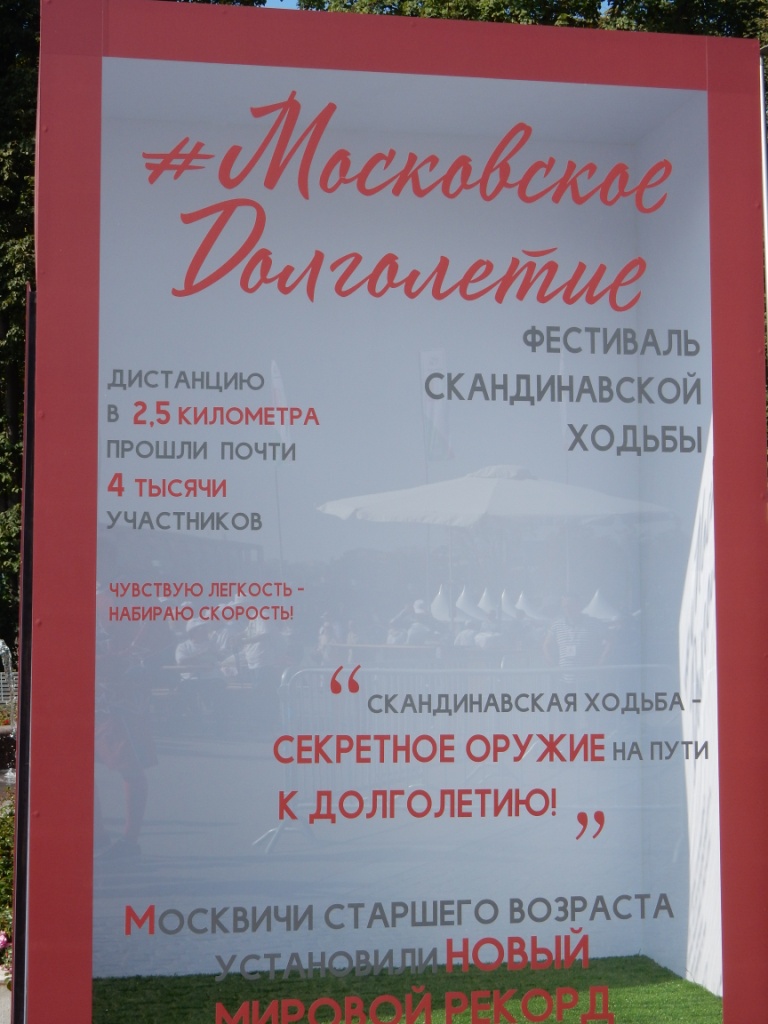 #Московское
Долголетие
ФЕСТИВАЛЬ
СКАНДИНАВСКОЙ
ХОДЬБЫ
ДИСТАНЦИЮ
В 2,5 КИЛОМЕТРА
ПРОШЛИ ПОЧТИ
4 ТЫСЯЧИ
УЧАСТНИКОВ
ЧУВСТВУЮ ЛЕГКОСТЬ -
НАБИРАЮ СКОРОСТЬ!
“ СКАНДИНАВСКАЯ ХОДЬБА -
СЕКРЕТНОЕ ОРУЖИЕ НА ПУТИ
К ДОЛГОЛЕТИЮ! ”
МОСКВИЧИ СТАРШЕГО ВОЗРАСТА
УСТАНОВИЛИ НОВЫЙ
МИРОВОЙ РЕКОРД